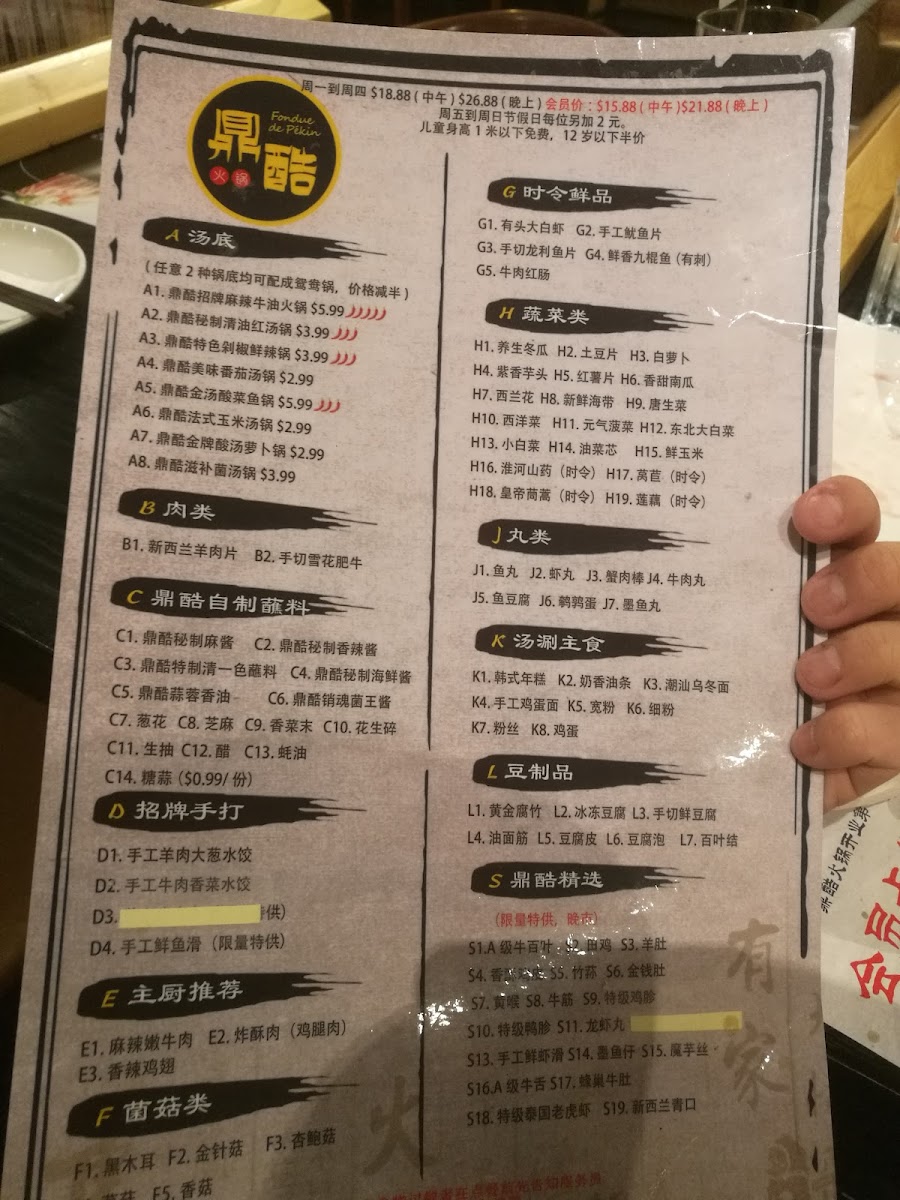 周一到周四 $18.88 ( 中午 ) $26.88 ( 晚上 ) 会员价：$15.88 ( 中午 )$21.88 ( 晚上 )
周五到周日节假日每位另加 2 元。
儿童身高 1 米以下免费，12 岁以下半价
Fondue
de Pékin
鼎酷
火锅
A 汤底
( 任意 2 种锅底均可配成鸳鸯锅，价格减半 )
A1. 鼎酷招牌麻辣牛油火锅 $5.99
A2. 鼎酷秘制清油红汤锅 $3.99
A3. 鼎酷特色剁椒鲜辣锅 $3.99
A4. 鼎酷美味番茄汤锅 $2.99
A5. 鼎酷金汤酸菜鱼锅 $5.99
A6. 鼎酷法式玉米汤锅 $2.99
A7. 鼎酷金牌酸汤萝卜锅 $2.99
A8. 鼎酷滋补菌汤锅 $3.99
B 肉类
B1. 新西兰羊肉片 B2. 手切雪花肥牛
C 鼎酷自制蘸料
C1. 鼎酷秘制麻酱 C2. 鼎酷秘制香辣酱
C3. 鼎酷特制清一色蘸料 C4. 鼎酷秘制海鲜酱
C5. 鼎酷蒜蓉香油 C6. 鼎酷销魂菌王酱
C7. 葱花 C8. 芝麻 C9. 香菜末 C10. 花生碎
C11. 生抽 C12. 醋 C13. 蚝油
C14. 糖蒜 ($0.99/ 份)
D 招牌手打
D1. 手工羊肉大葱水饺
D2. 手工牛肉香菜水饺
D3. 供）
D4. 手工鲜鱼滑（限量特供）
E 主厨推荐
E1. 麻辣嫩牛肉 E2. 炸酥肉（鸡腿肉）
E3. 香辣鸡翅
F 菌菇类
F1. 黑木耳 F2. 金针菇 F3. 杏鲍菇
F5. 香菇
G 时令鲜品
G1. 有头大白虾 G2. 手工鱿鱼片
G3. 手切龙利鱼片 G4. 鲜香九棍鱼 (有刺)
G5. 牛肉红肠
H 蔬菜类
H1. 养生冬瓜 H2. 土豆片 H3. 白萝卜
H4. 紫香芋头 H5. 红薯片 H6. 香甜南瓜
H7. 西兰花 H8. 新鲜海带 H9. 唐生菜
H10. 西洋菜 H11. 元气菠菜 H12. 东北大白菜
H13. 小白菜 H14. 油菜芯 H15. 鲜玉米
H16. 淮河山药（时令） H17. 莴苣（时令）
H18. 皇帝茼蒿（时令） H19. 莲藕（时令）
J 丸类
J1. 鱼丸 J2. 虾丸 J3. 蟹肉棒 J4. 牛肉丸
J5. 鱼豆腐 J6. 鹌鹑蛋 J7. 墨鱼丸
K 汤涮主食
K1. 韩式年糕 K2. 奶香油条 K3. 潮汕乌冬面
K4. 手工鸡蛋面 K5. 宽粉 K6. 细粉
K7. 粉丝 K8. 鸡蛋
L 豆制品
L1. 黄金腐竹 L2. 冰冻豆腐 L3. 手切鲜豆腐
L4. 油面筋 L5. 豆腐皮 L6. 豆腐泡 L7. 百叶结
S 鼎酷精选
（限量特供，晚市）
S1.A 级牛百叶 S2. 田鸡 S3. 羊肚
S4. S5. 竹荪 S6. 金钱肚
S7. 黄喉 S8. 牛筋 S9. 特级鸡胗
S10. 特级鸭胗 S11. 龙虾丸
S13. 手工鲜虾滑 S14. 墨鱼仔 S15. 魔芋丝
S16.A 级牛舌 S17. 蜂巢牛肚
S18. 特级泰国老虎虾 S19. 新西兰青口
有
家
火
鼎酷火锅开业
会员